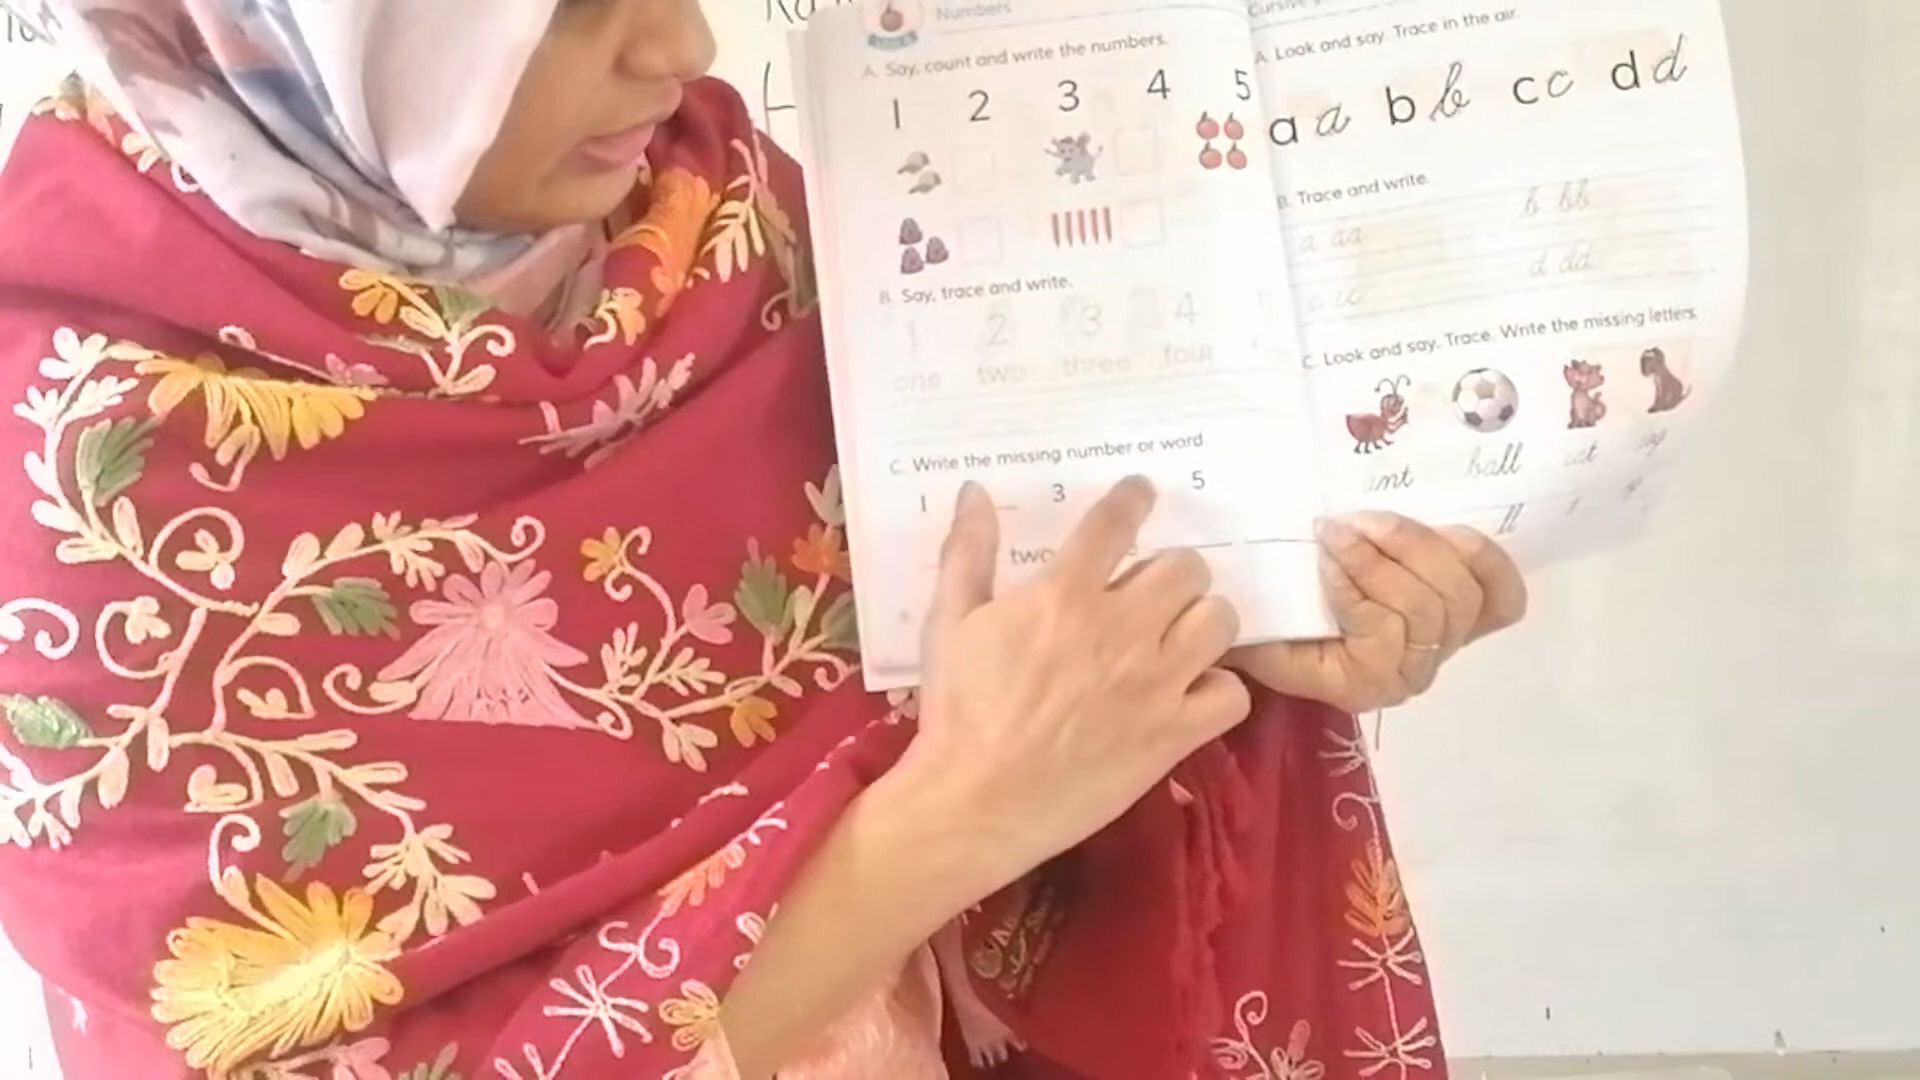 Numbers
A. Say, count and write the numbers.
1 2 3 4 5
B. Say, trace and write.
1 2 3 4
one two three four
C. Write the missing number or word.
1 _ 3 5
two
Cursive
A. Look and say. Trace in the air.
a a b b c c d d
B. Trace and write.
a aa b bb
c cc d dd
C. Look and say. Trace. Write the missing letters.
ant ball cat
ll